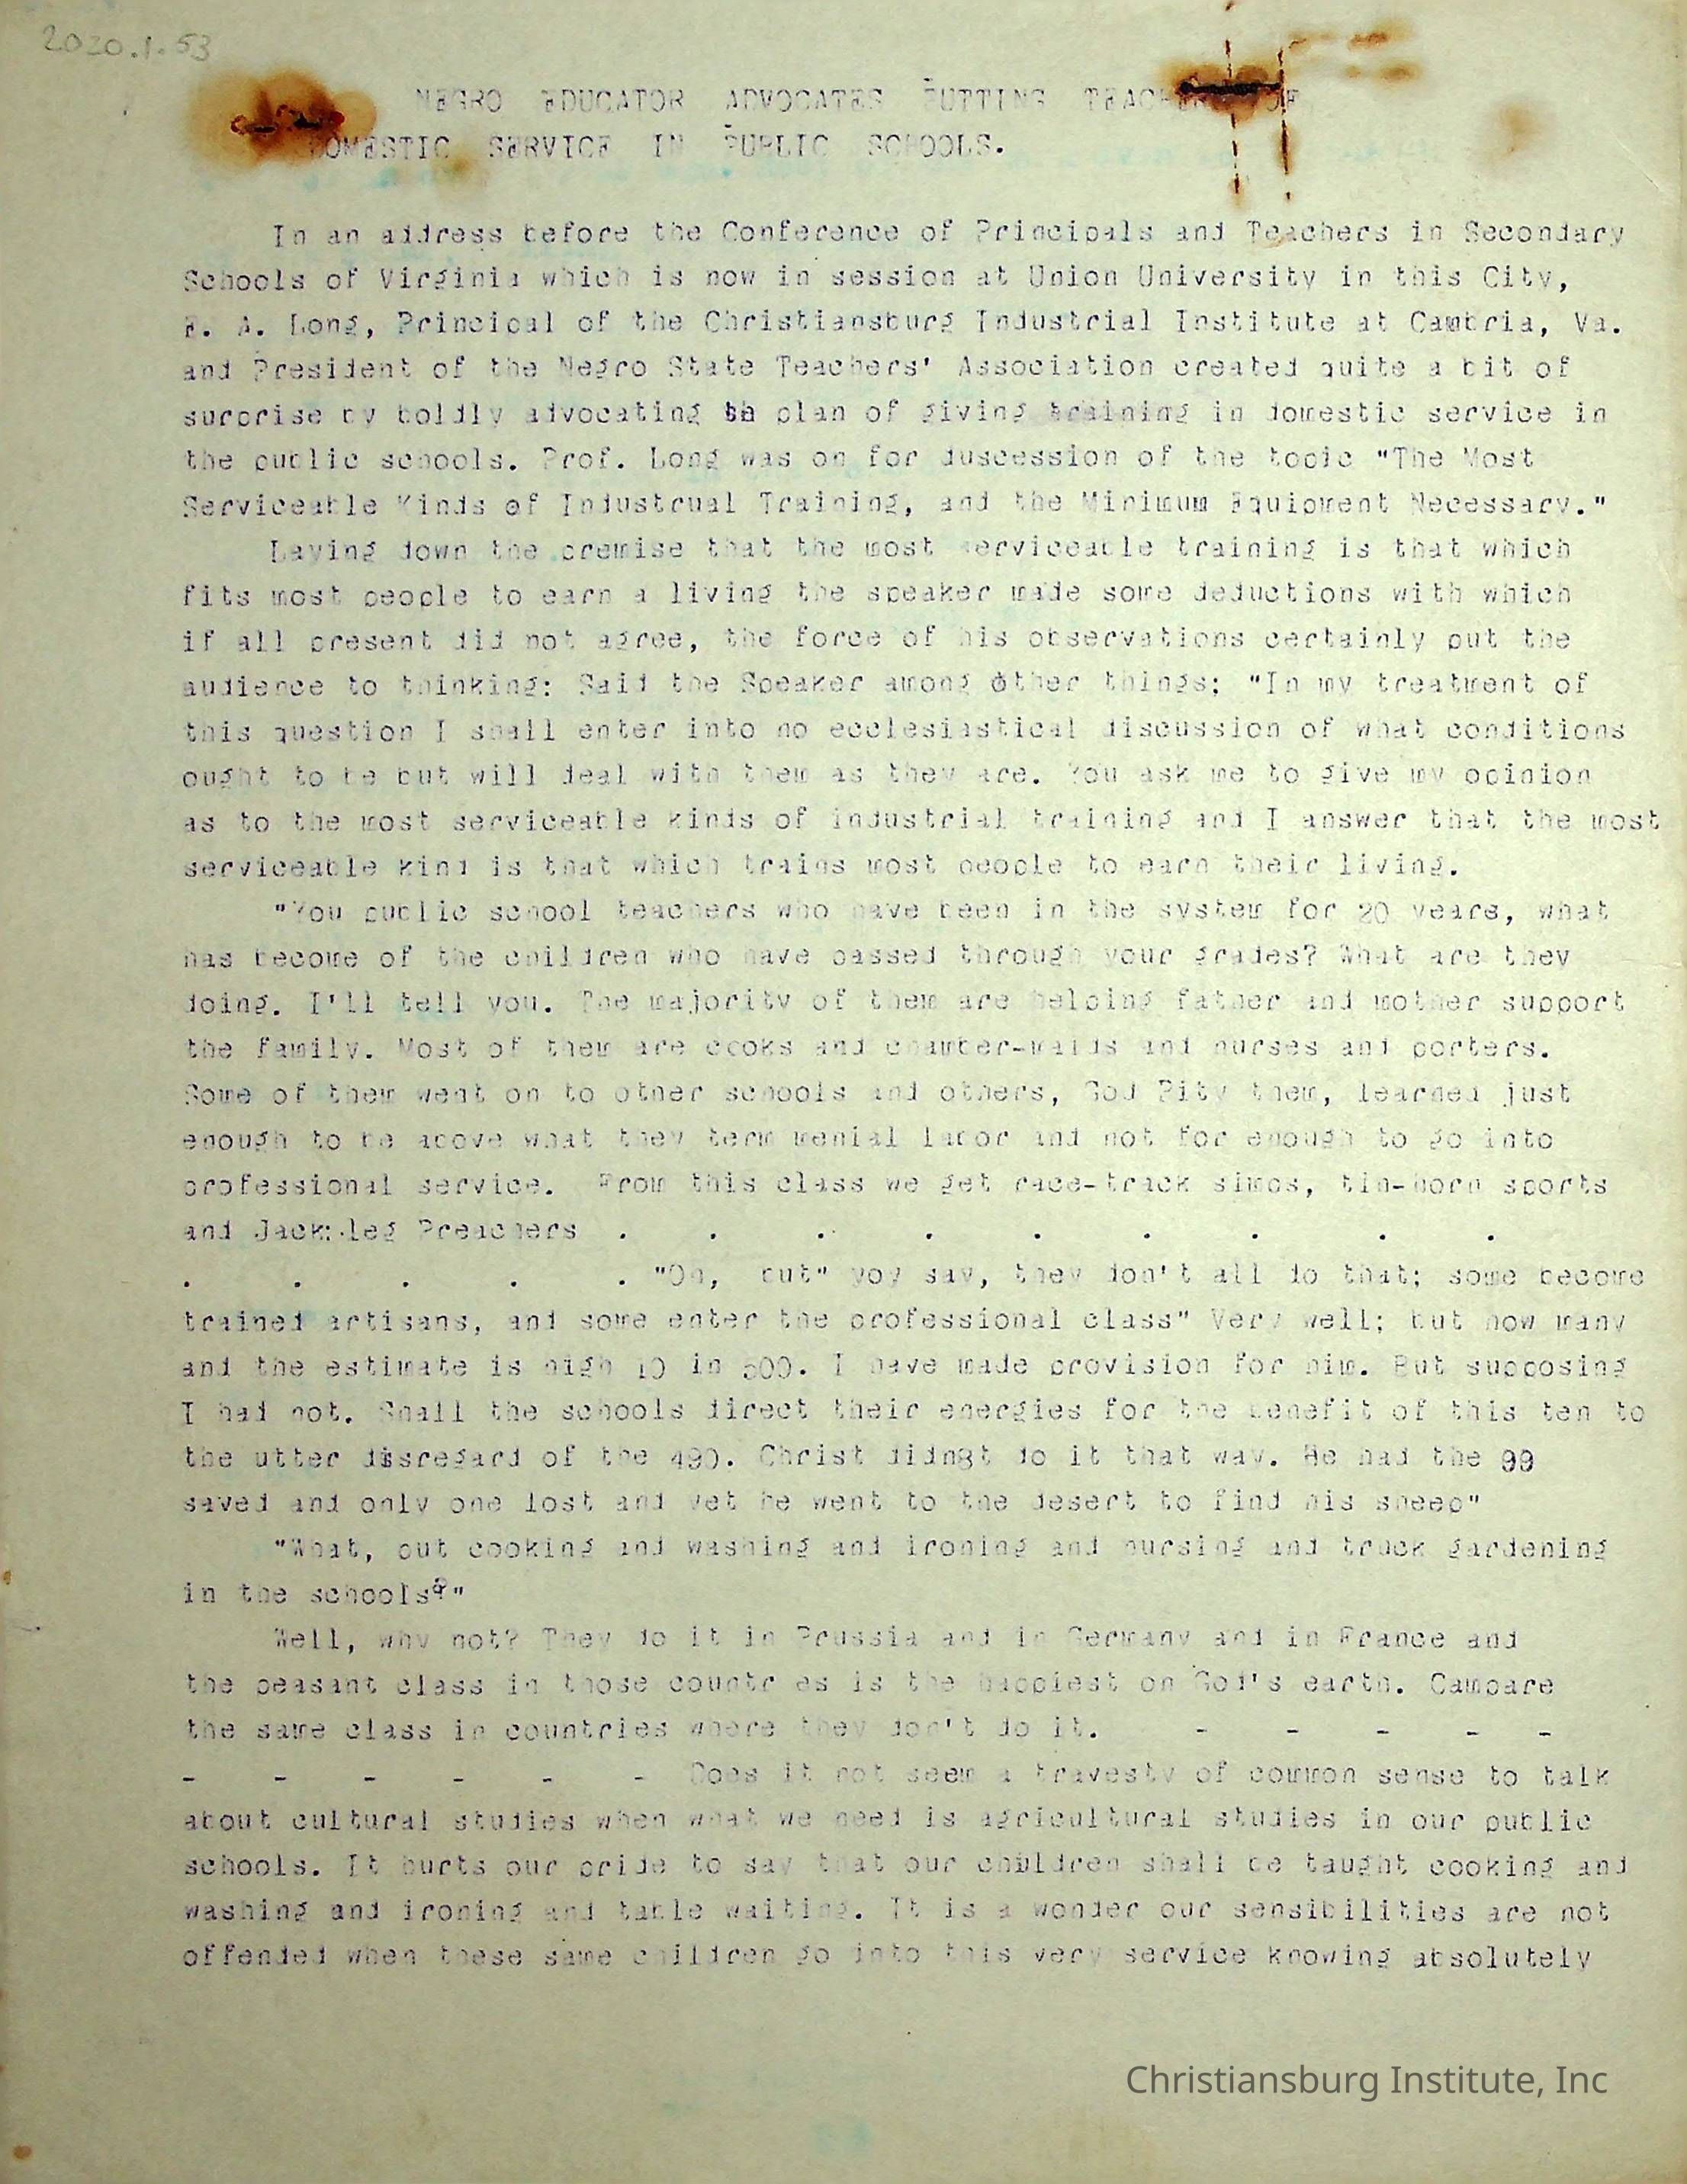 2020.1.53
NEGRO EDUCATOR ADVOCATES PUTTING TEACHERS OF
DOMESTIC SERVICE IN PUBLIC SCHOOLS.
In an address before the Conference of Principals and Teachers in Secondary
Schools of Virginia which is now in session at Union University in this City,
E. A. Long, Principal of the Christiansburg Industrial Institute at Cambria, Va.
and President of the Negro State Teachers' Association created quite a bit of
surprise by boldly advocating plan of giving training in domestic service in
the public schools. Prof. Long was on for duscession of the topic "The Most
Serviceable Kinds of Industrual Training, and the Minimum Equipment Necessary."
Laying down the premise that the most serviceable training is that which
fits most people to earn a living the speaker made some deductions with which
if all present did not agree, the force of his observations certainly put the
audience to thinking: Said the Speaker among other things: "In my treatment of
this question I shall enter into no ecclesiastical discussion of what conditions
ought to be but will deal with them as they are. You ask me to give my opinion
as to the most serviceable kinds of industrial training and I answer that the most
serviceable kind is that which trains most people to earn their living.
"You public school teachers who have been in the system for 20 years, what
has become of the children who have passed through your grades? What are they
doing. I'll tell you. The majority of them are helping father and mother support
the family. Most of them are cooks and chamber-maids and nurses and porters.
Some of them went on to other schools and others, God Pity them, learned just
enough to be above what they term menial labor and not for enough to go into
professional service. From this class we get race-track simps, tin-horn sports
and Jack-leg Preachers . . . . . . . . .
. . . . . "Oh, but" yoy say, they don't all do that; some become
trained artisans, and some enter the professional class" Very well; but how many
and the estimate is high 10 in 500. I have made provision for him. But supposing
I had not. Shall the schools direct their energies for the benefit of this ten to
the utter disregard of the 490. Christ didn8t do it that way. He had the 99
saved and only one lost and yet he went to the desert to find his sheep"
"What, put cooking and washing and ironing and nursing and truck gardening
in the schools?"
Well, why not? They do it in Prussia and in Germany and in France and
the peasant class in those countr es is the happiest on God's earth. Campare
the same class in countries where they don't do it. - - - - -
- - - - - - Does it not seem a travesty of common sense to talk
about cultural studies when what we need is agricultural studies in our public
schools. It hurts our pride to say that our children shall be taught cooking and
washing and ironing and table waiting. It is a wonder our sensibilities are not
offended when these same children go into this very service knowing absolutely
Christiansburg Institute, Inc